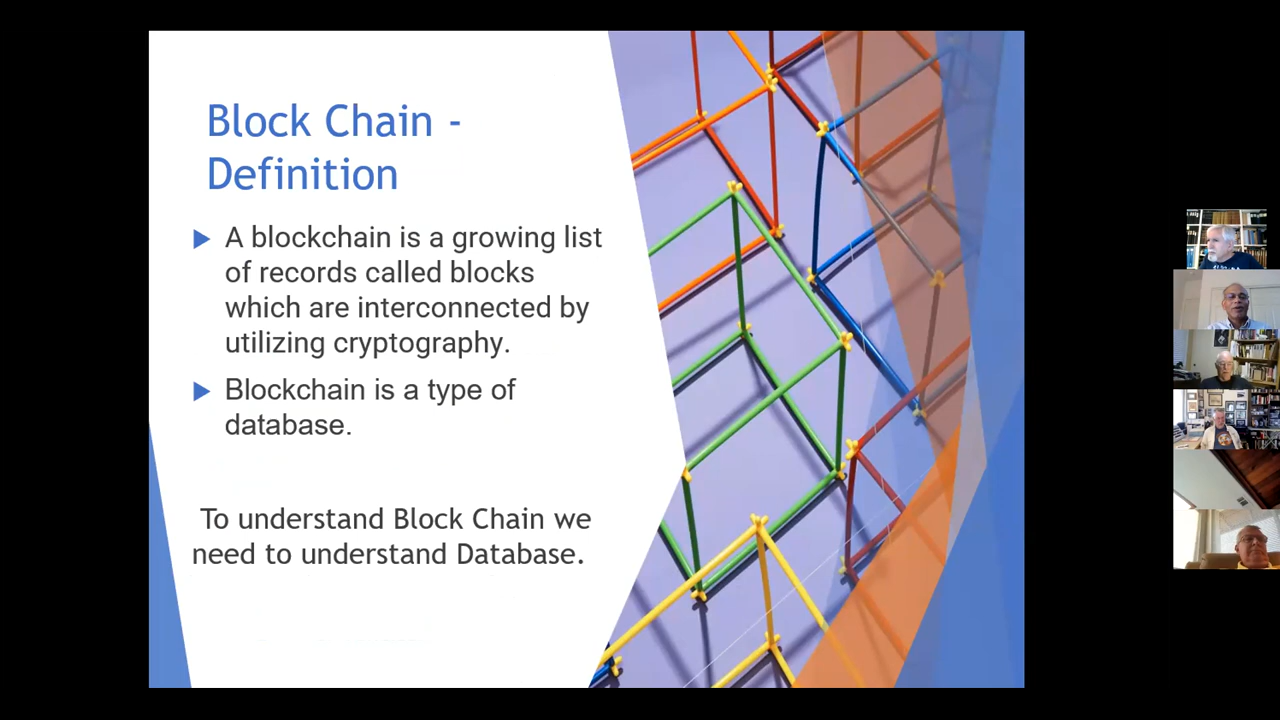 Block Chain -
Definition
A blockchain is a growing list
of records called blocks
which are interconnected by
utilizing cryptography.
Blockchain is a type of
database.
To understand Block Chain we
need to understand Database.